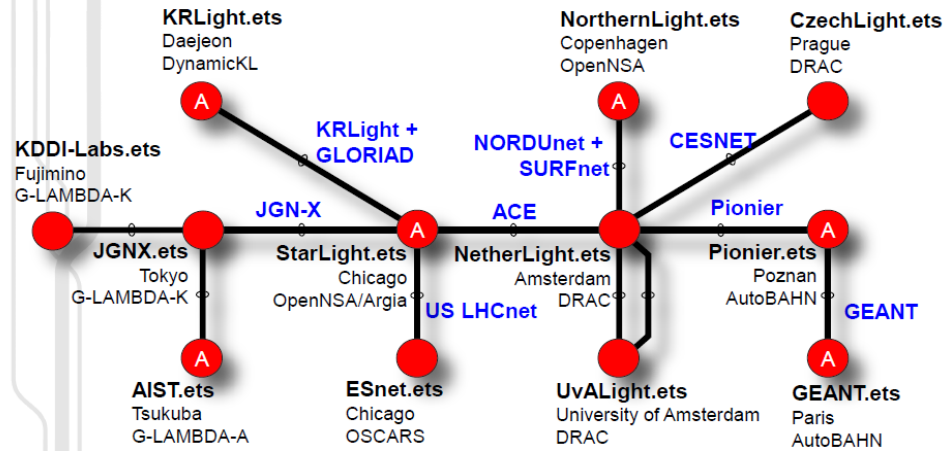 KRLight.ets
Daejeon
DynamicKL
A
NorthernLight.ets
Copenhagen
OpenNSA
A
CzechLight.ets
Prague
DRAC
KDDI-Labs.ets
Fujimino
G-LAMBDA-K
KRLight +
GLORIAD
NORDUnet +
SURFnet
CESNET
JGN-X
ACE
Pionier
A
A
JGNX.ets
Tokyo
G-LAMBDA-K
StarLight.ets
Chicago
OpenNSA/Argia
NetherLight.ets
Amsterdam
DRAC
Pionier.ets
Poznan
AutoBAHN
US LHCnet
GEANT
A
A
AIST.ets
Tsukuba
G-LAMBDA-A
ESnet.ets
Chicago
OSCARS
UvALight.ets
University of Amsterdam
DRAC
GEANT.ets
Paris
AutoBAHN